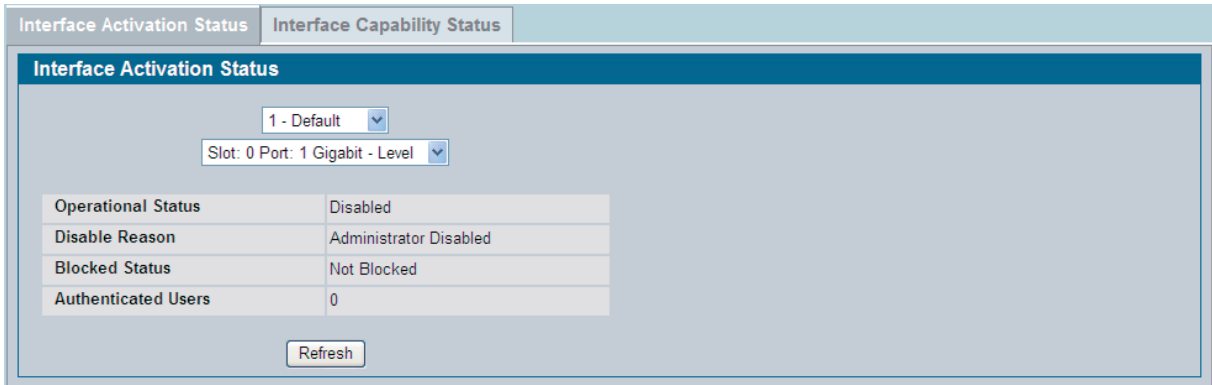 Interface Activation Status Interface Capability Status
Interface Activation Status
1 - Default
Slot: 0 Port: 1 Gigabit - Level
Operational Status Disabled
Disable Reason Administrator Disabled
Blocked Status Not Blocked
Authenticated Users 0
Refresh